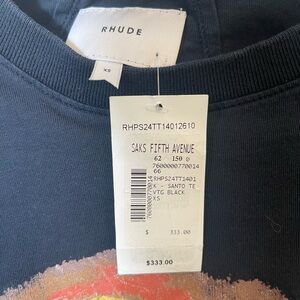 RHUDE
XS
RHPS24TT14012610
SAKS FIFTH AVENUE
62 150 D
7600000770014
66
RHPS24TT1401
K - SANTO TE
VTG BLACK
XS
7600000770014
$ 333.00
$333.00